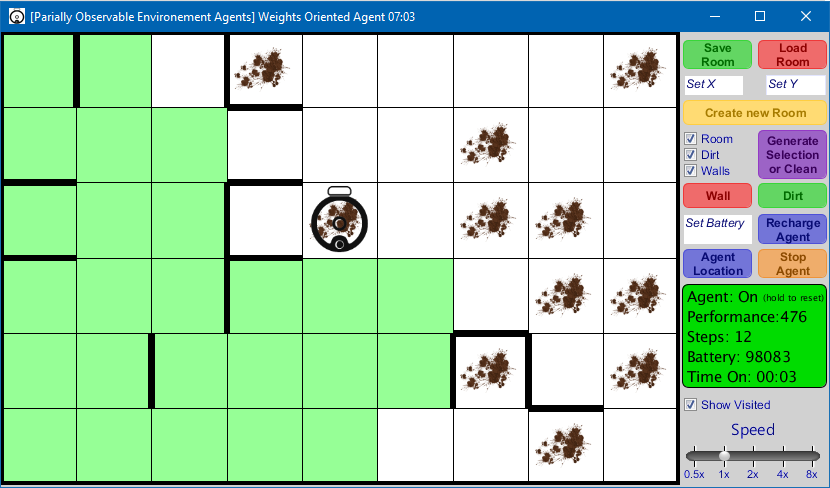 [Parially Observable Environement Agents] Weights Oriented Agent 07:03
Save
Room
Load
Room
Set X
Set Y
Create new Room
Room
Dirt
Walls
Generate
Selection
or Clean
Wall
Dirt
Set Battery
Recharge
Agent
Agent
Location
Stop
Agent
Agent: On (hold to reset)
Performance:476
Steps: 12
Battery: 98083
Time On: 00:03
Show Visited
Speed
0.5x 1x 2x 4x 8x